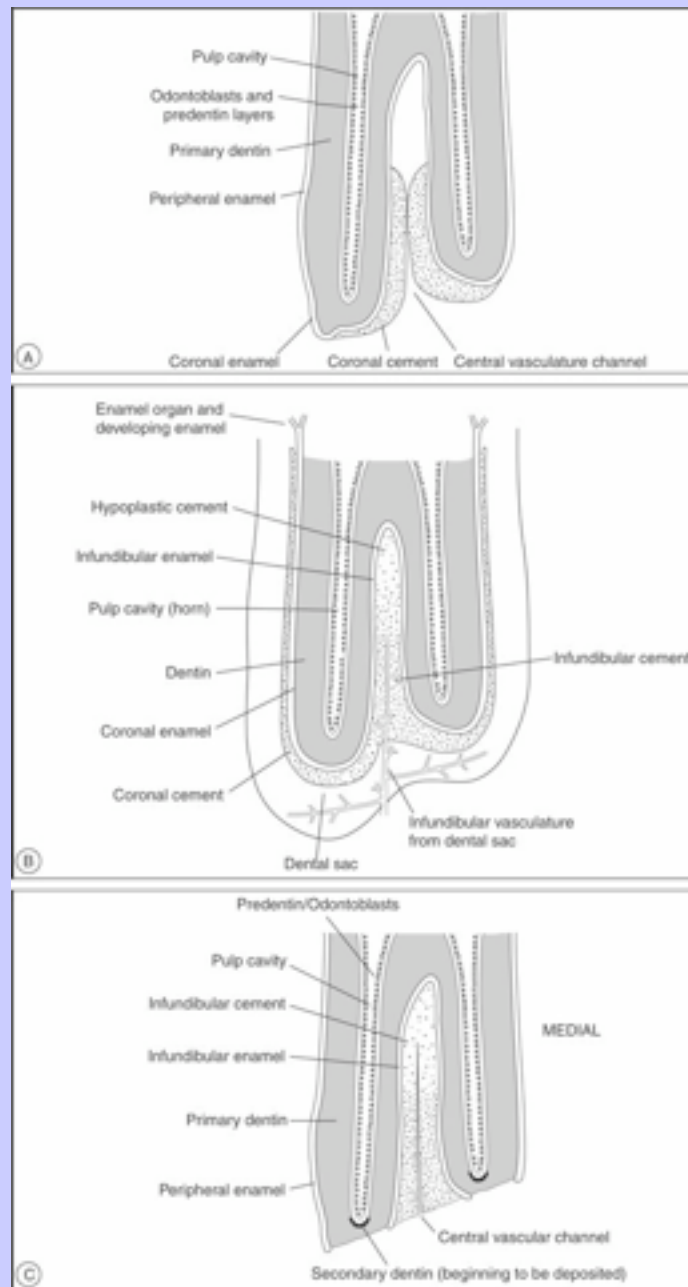 Pulp cavity
Odontoblasts and
predentin layers
Primary dentin
Peripheral enamel
Coronal enamel
Coronal cement
Central vasculature channel
A
Enamel organ and
developing enamel
Hypoplastic cement
Infundibular enamel
Pulp cavity (horn)
Infundibular cement
Dentin
Coronal enamel
Coronal cement
Infundibular vasculature
from dental sac
Dental sac
B
Predentin/Odontoblasts
Pulp cavity
Infundibular cement
MEDIAL
Infundibular enamel
Primary dentin
Peripheral enamel
Central vascular channel
Secondary dentin (beginning to be deposited)
C